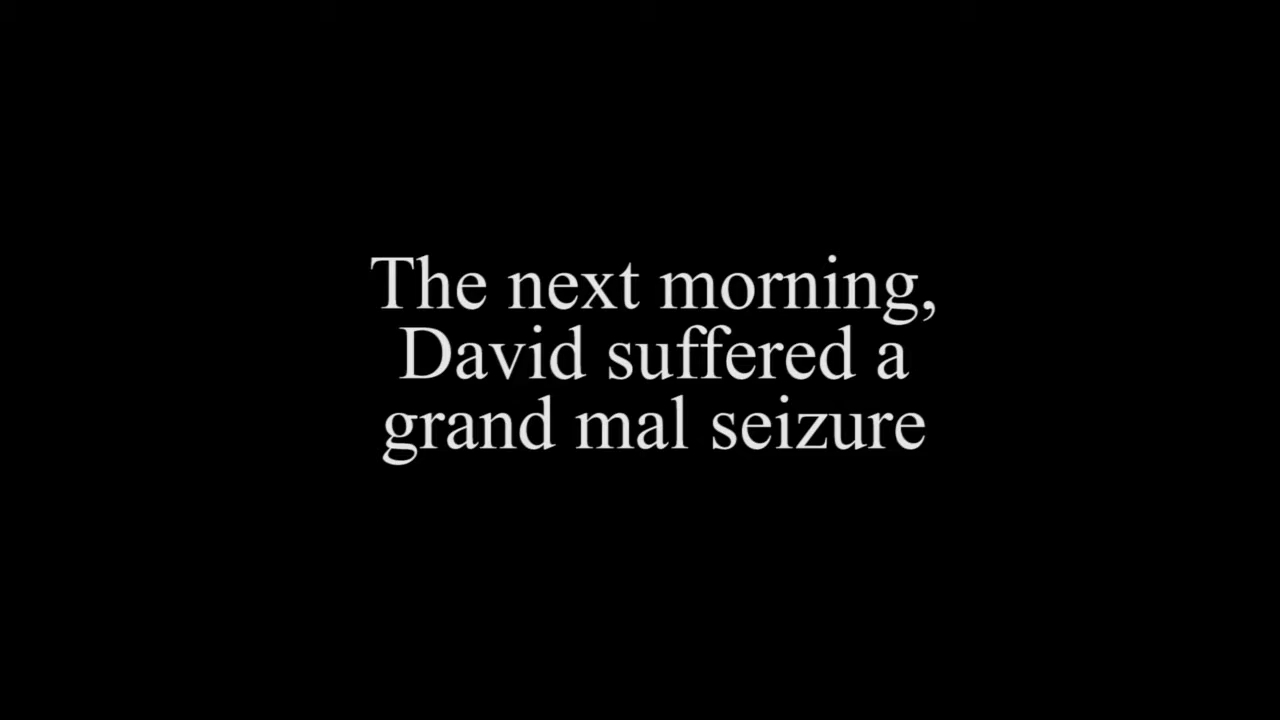 The next morning,
David suffered a
grand mal seizure